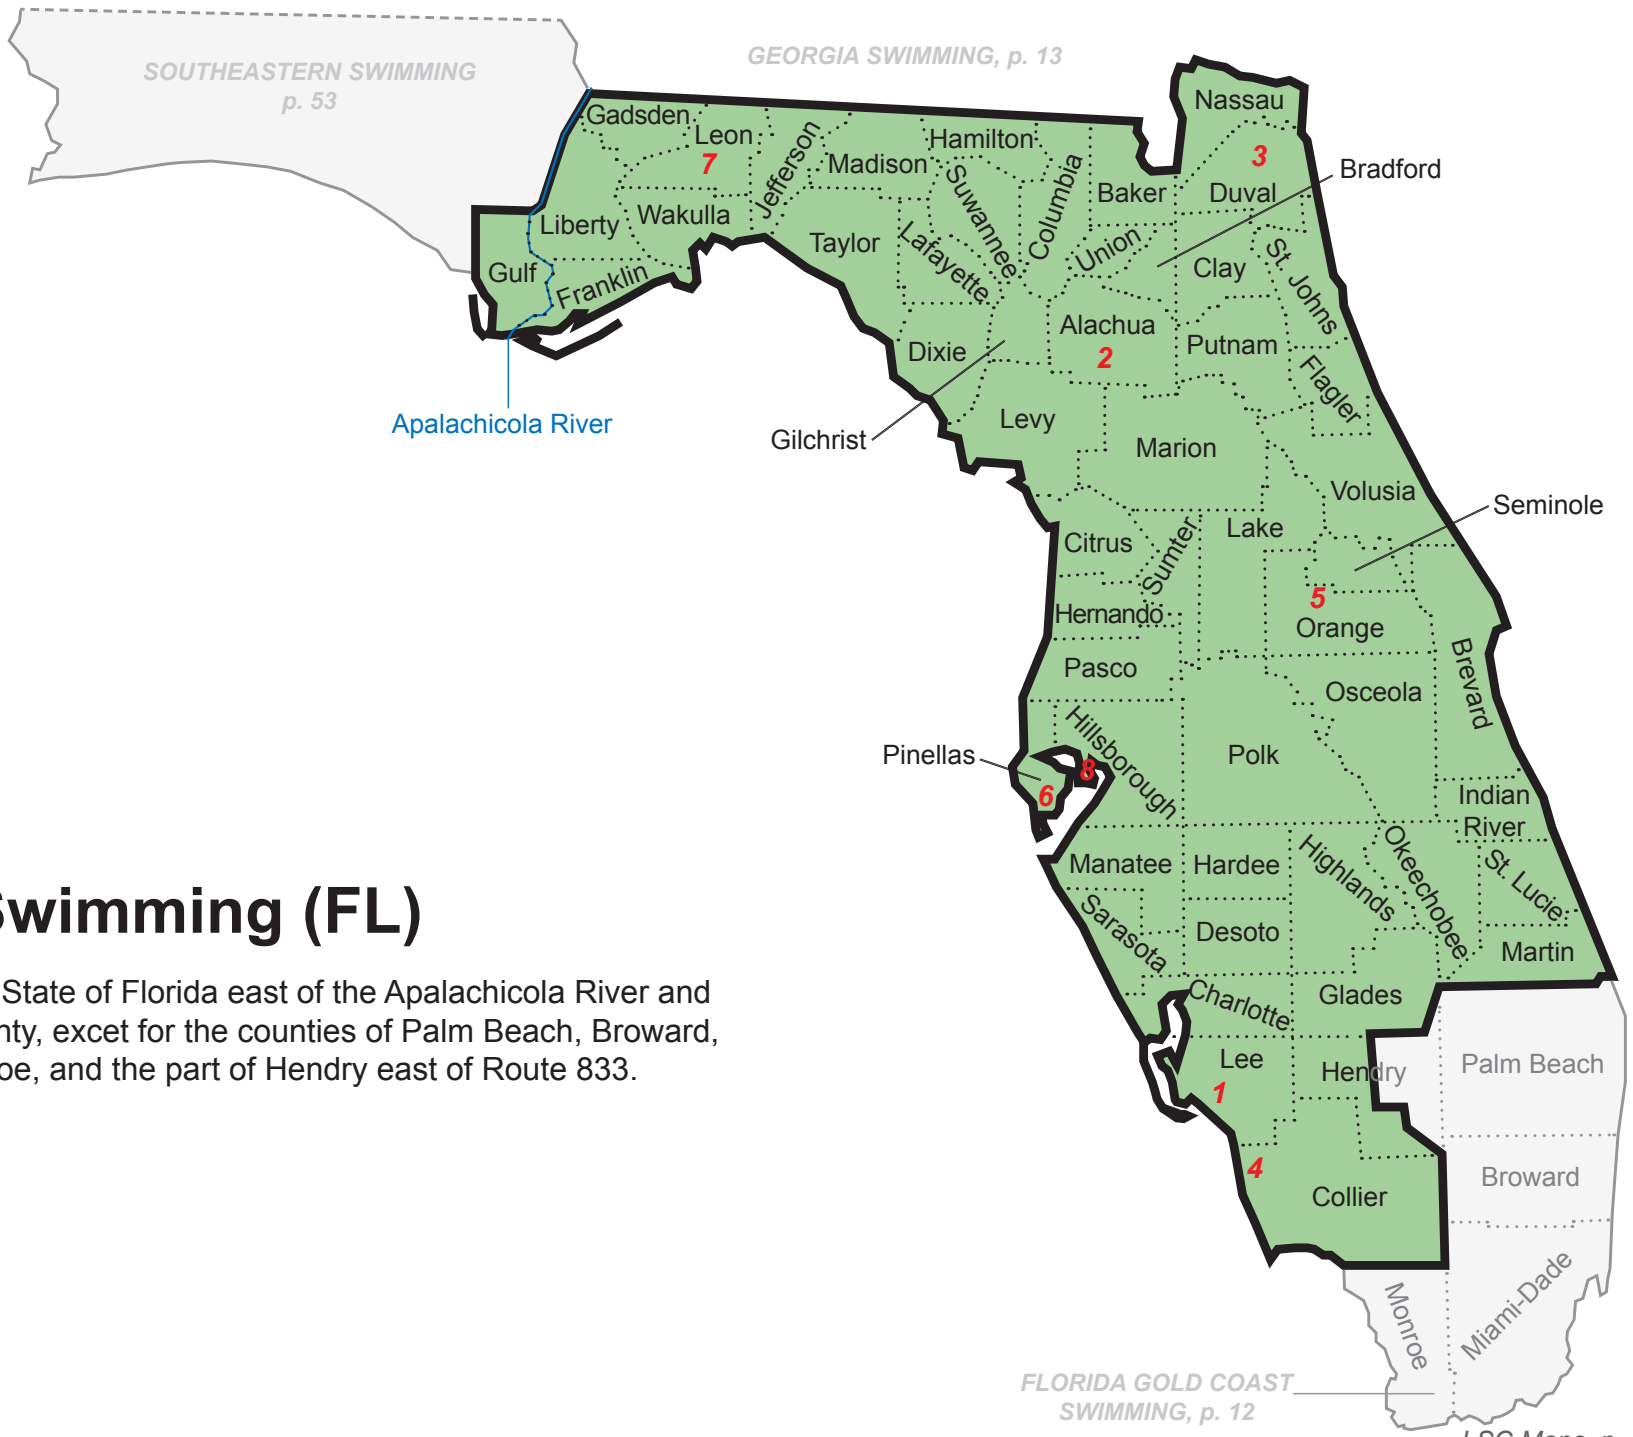 SOUTHEASTERN SWIMMING
p. 53
GEORGIA SWIMMING, p. 13
Nassau
Gadsden
Leon
7
Jefferson
Madison
Hamilton
Suwannee
Columbia
Baker
3
Duval
Bradford
Liberty
Wakulla
Taylor
Lafayette
Union
Clay
St. Johns
Gulf
Franklin
Dixie
Alachua
2
Putnam
Flagler
Apalachicola River
Gilchrist
Levy
Marion
Volusia
Seminole
Citrus
Sumter
Lake
5
Orange
Hernando
Pasco
Osceola
Brevard
Pinellas
6
8
Hillsborough
Polk
Indian
River
Manatee
Hardee
Highlands
Okeechobee
St. Lucie
Sarasota
Desoto
Martin
Swimming (FL)
State of Florida east of the Apalachicola River and
nty, excet for the counties of Palm Beach, Broward,
oe, and the part of Hendry east of Route 833.
Charlotte
Glades
Lee
1
Hendry
Palm Beach
4
Collier
Broward
Monroe
Miami-Dade
FLORIDA GOLD COAST
SWIMMING, p. 12